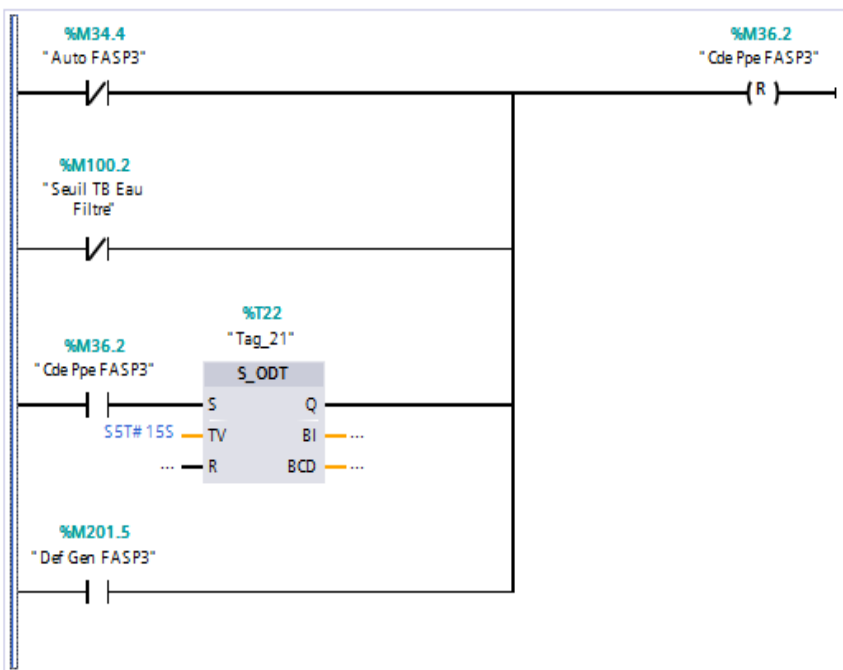 %M34.4
"Auto FASP3"
%M36.2
"Cde Ppe FASP3"
R
%M100.2
"Seuil TB Eau
Filtre"
%T22
"Tag_21"
%M36.2
"Cde Ppe FASP3"
S_ODT
S Q
S5T#15S TV BI ...
... R BCD ...
%M201.5
"Def Gen FASP3"